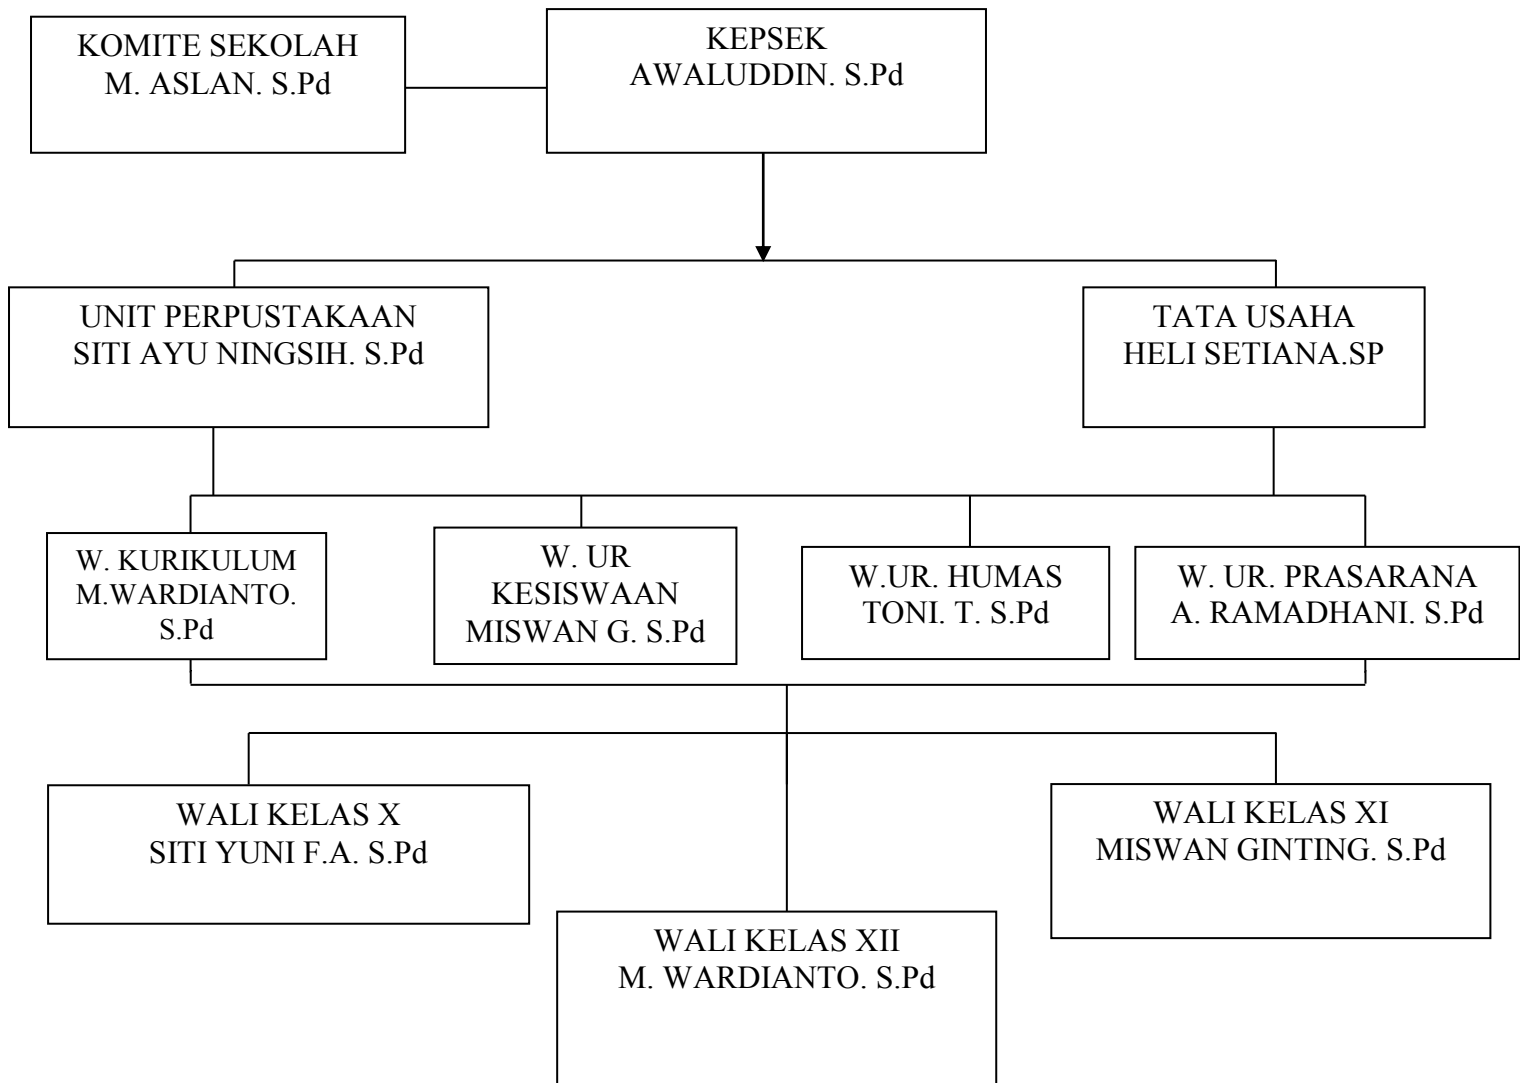 KOMITE SEKOLAH
M. ASLAN. S.Pd
KEPSEK
AWALUDDIN. S.Pd
UNIT PERPUSTAKAAN
SITI AYU NINGSIH. S.Pd
TATA USAHA
HELI SETIANA.SP
W. KURIKULUM
M.WARDIANTO.
S.Pd
W. UR
KESISWAAN
MISWAN G. S.Pd
W.UR. HUMAS
TONI. T. S.Pd
W. UR. PRASARANA
A. RAMADHANI. S.Pd
WALI KELAS X
SITI YUNI F.A. S.Pd
WALI KELAS XI
MISWAN GINTING. S.Pd
WALI KELAS XII
M. WARDIANTO. S.Pd